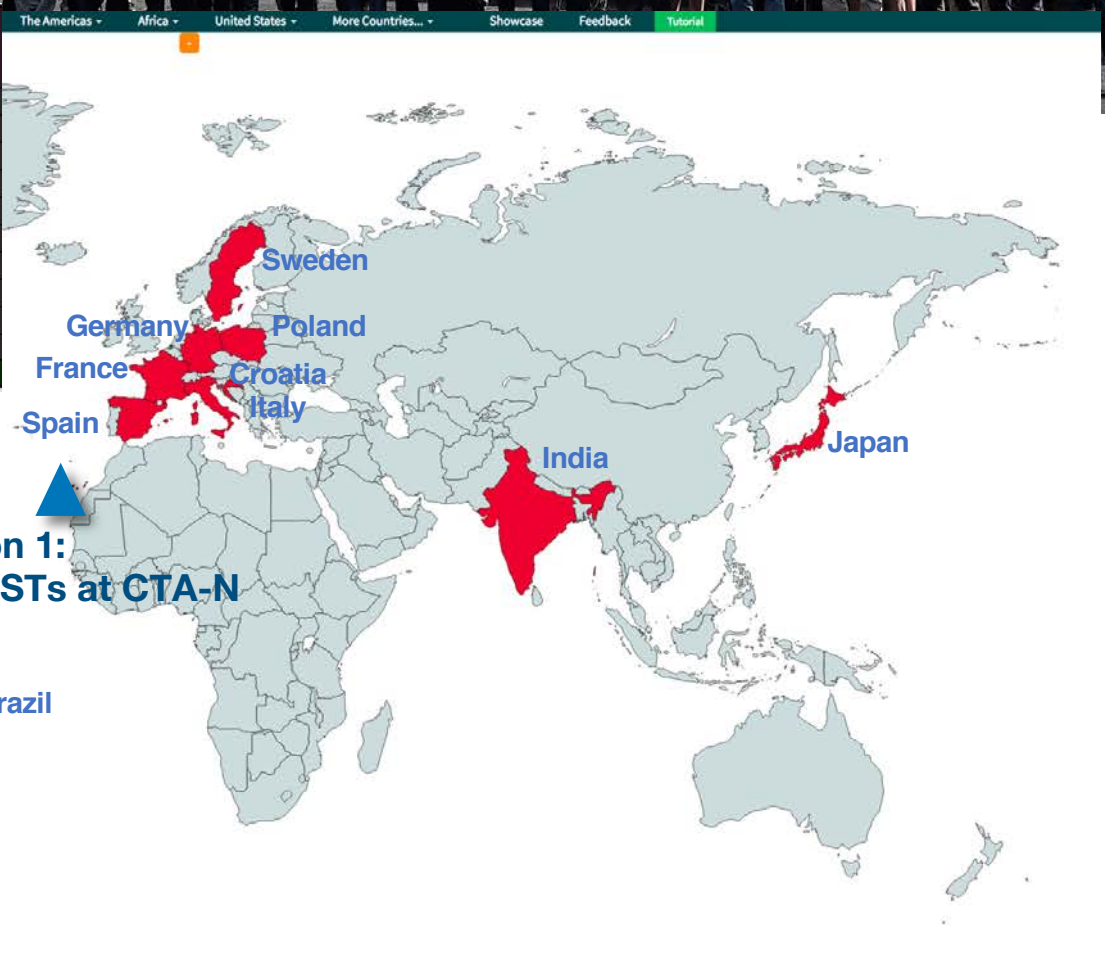 The Americas Africa United States More Countries... Showcase Feedback Tutorial
Sweden
Germany
Poland
France
Croatia
Italy
Spain
India
Japan
on 1:
STs at CTA-N
razil